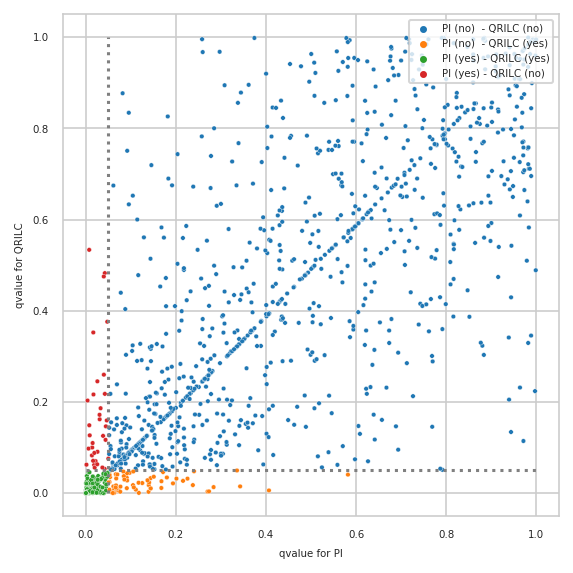 PI (no)  - QRILC (no)
PI (no)  - QRILC (yes)
PI (yes) - QRILC (yes)
PI (yes) - QRILC (no)
1.0
0.8
0.6
0.4
0.2
0.0
qvalue for QRILC
0.0 0.2 0.4 0.6 0.8 1.0
qvalue for PI